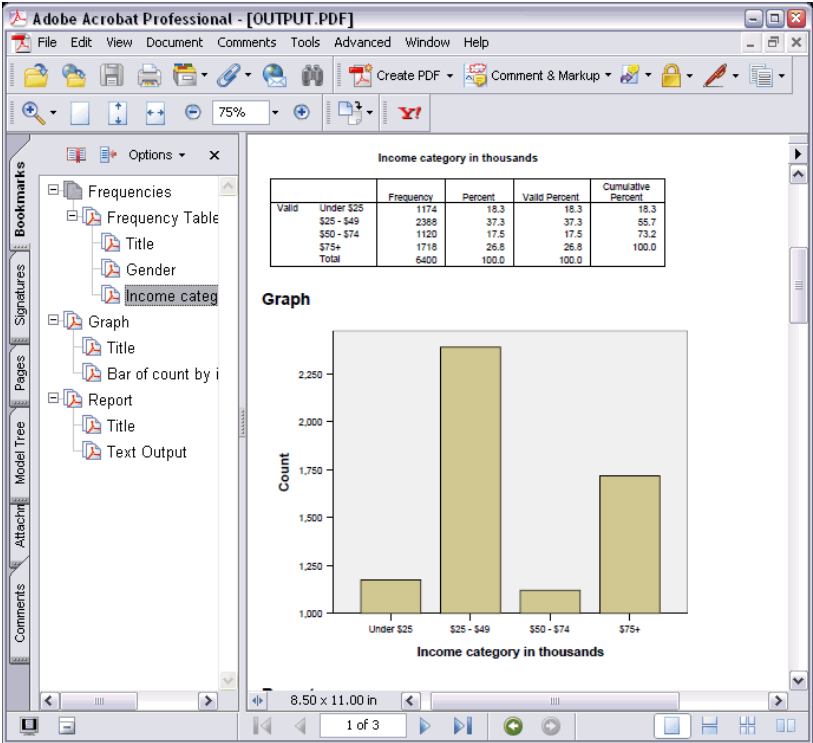 Adobe Acrobat Professional - [OUTPUT.PDF]
File Edit View Document Comments Tools Advanced Window Help
Create PDF Comment & Markup
75% Y!
Bookmarks
Signatures
Pages
Model Tree
Attachm
Comments
Options
Frequencies
Frequency Table
Title
Gender
Income categ
Graph
Title
Bar of count by i
Report
Title
Text Output
Income category in thousands
Frequency Percent Valid Percent Cumulative Percent
Valid Under $25 1174 18.3 18.3 18.3
$25 - $49 2388 37.3 37.3 55.7
$50 - $74 1120 17.5 17.5 73.2
$75+ 1718 26.8 26.8 100.0
Total 6400 100.0 100.0
Graph
Count
2,250
2,000
1,750
1,500
1,250
1,000
Under $25 $25 - $49 $50 - $74 $75+
Income category in thousands
8.50 x 11.00 in
1 of 3